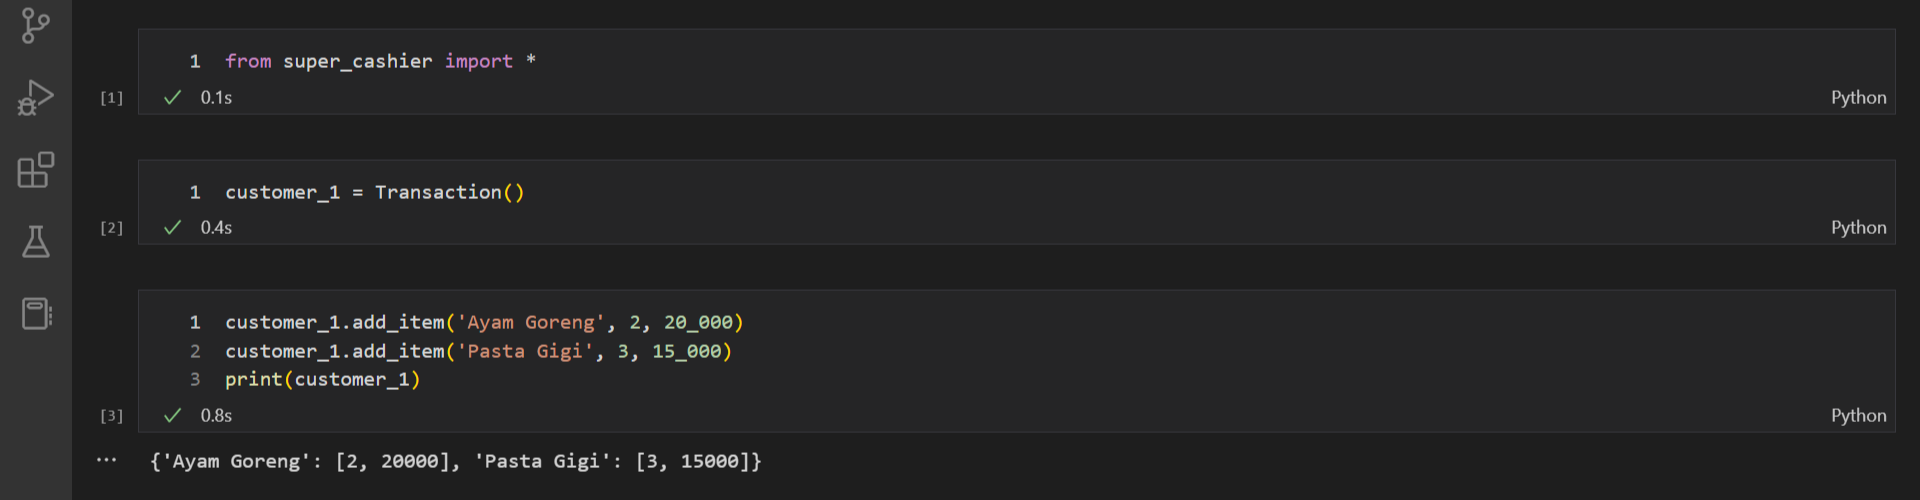 1 from super_cashier import *
[1] 0.1s Python
1 customer_1 = Transaction()
[2] 0.4s Python
1 customer_1.add_item('Ayam Goreng', 2, 20_000)
2 customer_1.add_item('Pasta Gigi', 3, 15_000)
3 print(customer_1)
[3] 0.8s Python
... {'Ayam Goreng': [2, 20000], 'Pasta Gigi': [3, 15000]}